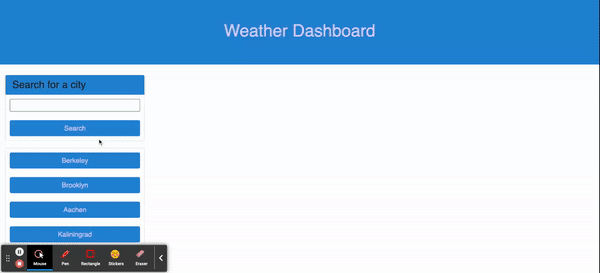 Weather Dashboard
Search for a city
Search
Berkeley
Brooklyn
Aachen
Kaliningrad
Mouse
Pen
Rectangle
Stickers
Eraser